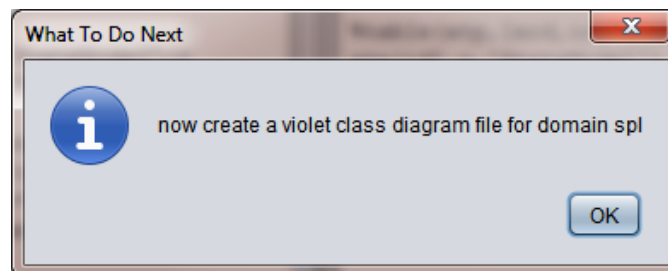 What To Do Next
now create a violet class diagram file for domain spl
OK